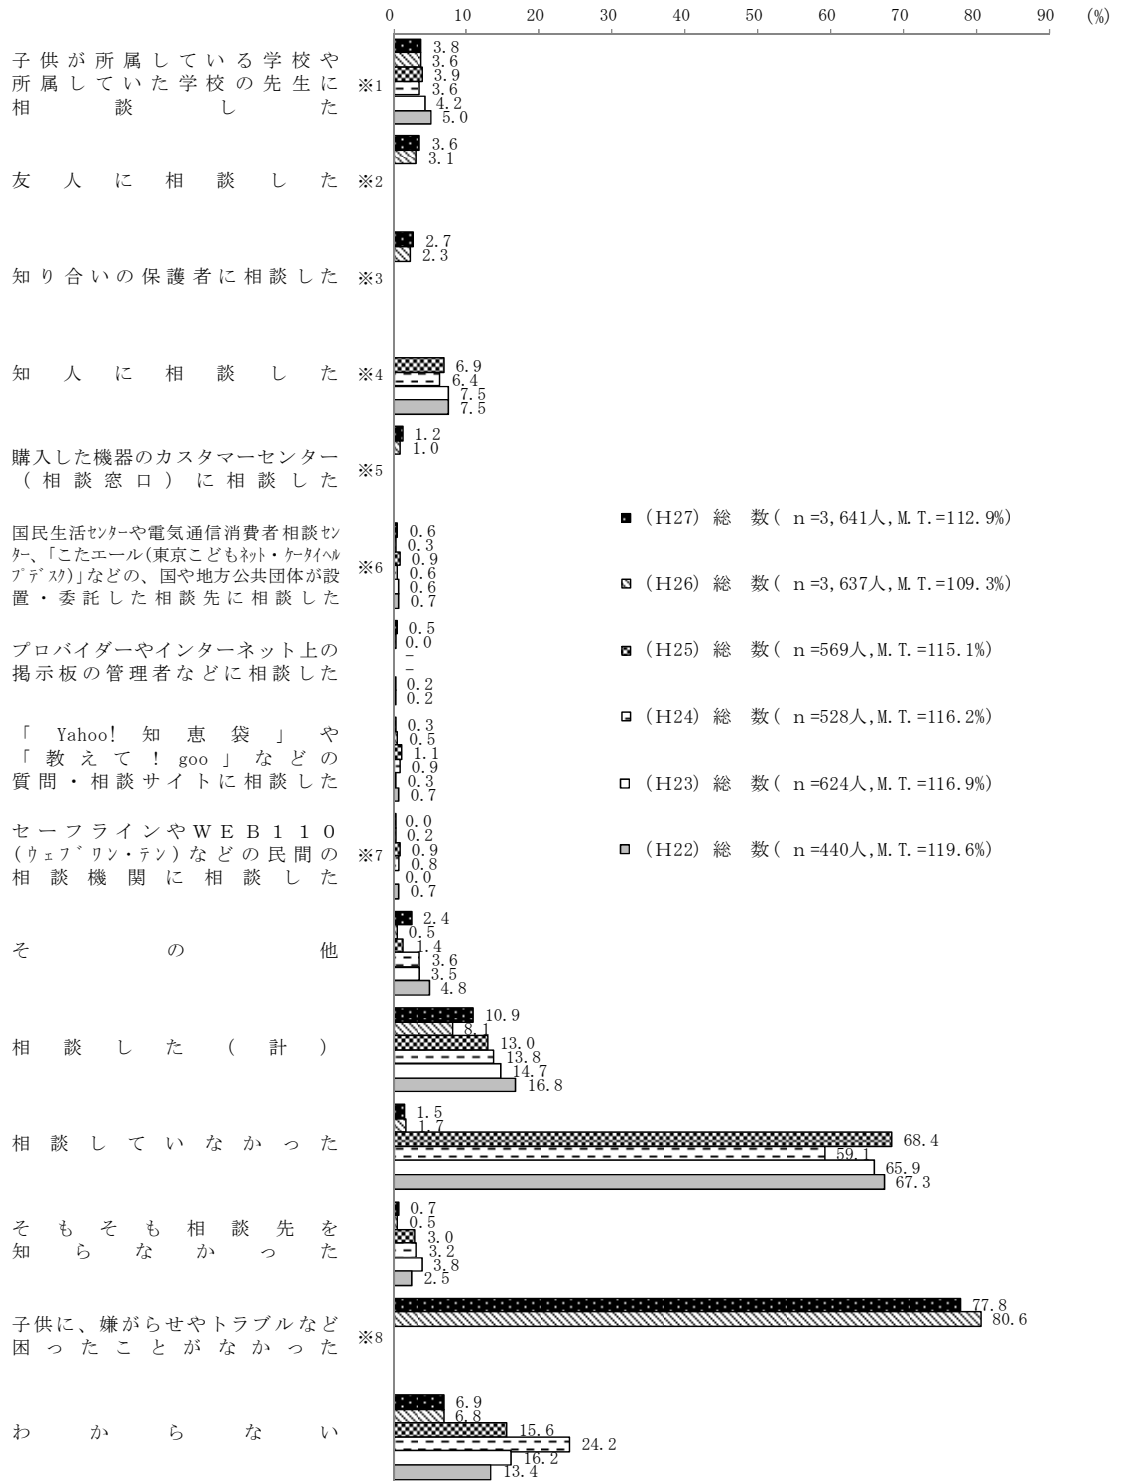 0 10 20 30 40 50 60 70 80 90 (%)
子供が所属している学校や
所属していた学校の先生に ※1
相談した
3.8
3.6
3.9
3.6
4.2
5.0
友人に相談した ※2
3.6
3.1
知り合いの保護者に相談した ※3
2.7
2.3
知人に相談した ※4
6.9
6.4
7.5
7.5
購入した機器のカスタマーセンター
(相談窓口)に相談した ※5
1.2
1.0
国民生活センターや電気通信消費者相談セン
ター、「こたエール(東京こどもネット・ケータイヘル
プデスク)」などの、国や地方公共団体が設 ※6
置・委託した相談先に相談した
0.6
0.3
0.9
0.6
0.6
0.7
プロバイダーやインターネット上の
掲示板の管理者などに相談した
0.5
0.0
–
–
0.2
0.2
「Yahoo!知恵袋」や
「教えて!goo」などの
質問・相談サイトに相談した
0.3
0.5
1.1
0.9
0.3
0.7
セーフラインやWEB110
(ウェブワン・テン)などの民間の ※7
相談機関に相談した
0.0
0.2
0.9
0.8
0.0
0.7
その他
2.4
0.5
1.4
3.6
3.5
4.8
相談した(計)
10.9
8.1
13.0
13.8
14.7
16.8
相談していなかった
1.5
1.7
68.4
59.1
65.9
67.3
そもそも相談先を
知らなかった
0.7
0.5
3.0
3.2
3.8
2.5
子供に、嫌がらせやトラブルなど
困ったことがなかった ※8
77.8
80.6
わからない
6.9
6.8
15.6
24.2
16.2
13.4
(H27) 総 数( n=3,641人,M.T.=112.9%)
(H26) 総 数( n=3,637人,M.T.=109.3%)
(H25) 総 数( n=569人,M.T.=115.1%)
(H24) 総 数( n=528人,M.T.=116.2%)
(H23) 総 数( n=624人,M.T.=116.9%)
(H22) 総 数( n=440人,M.T.=119.6%)